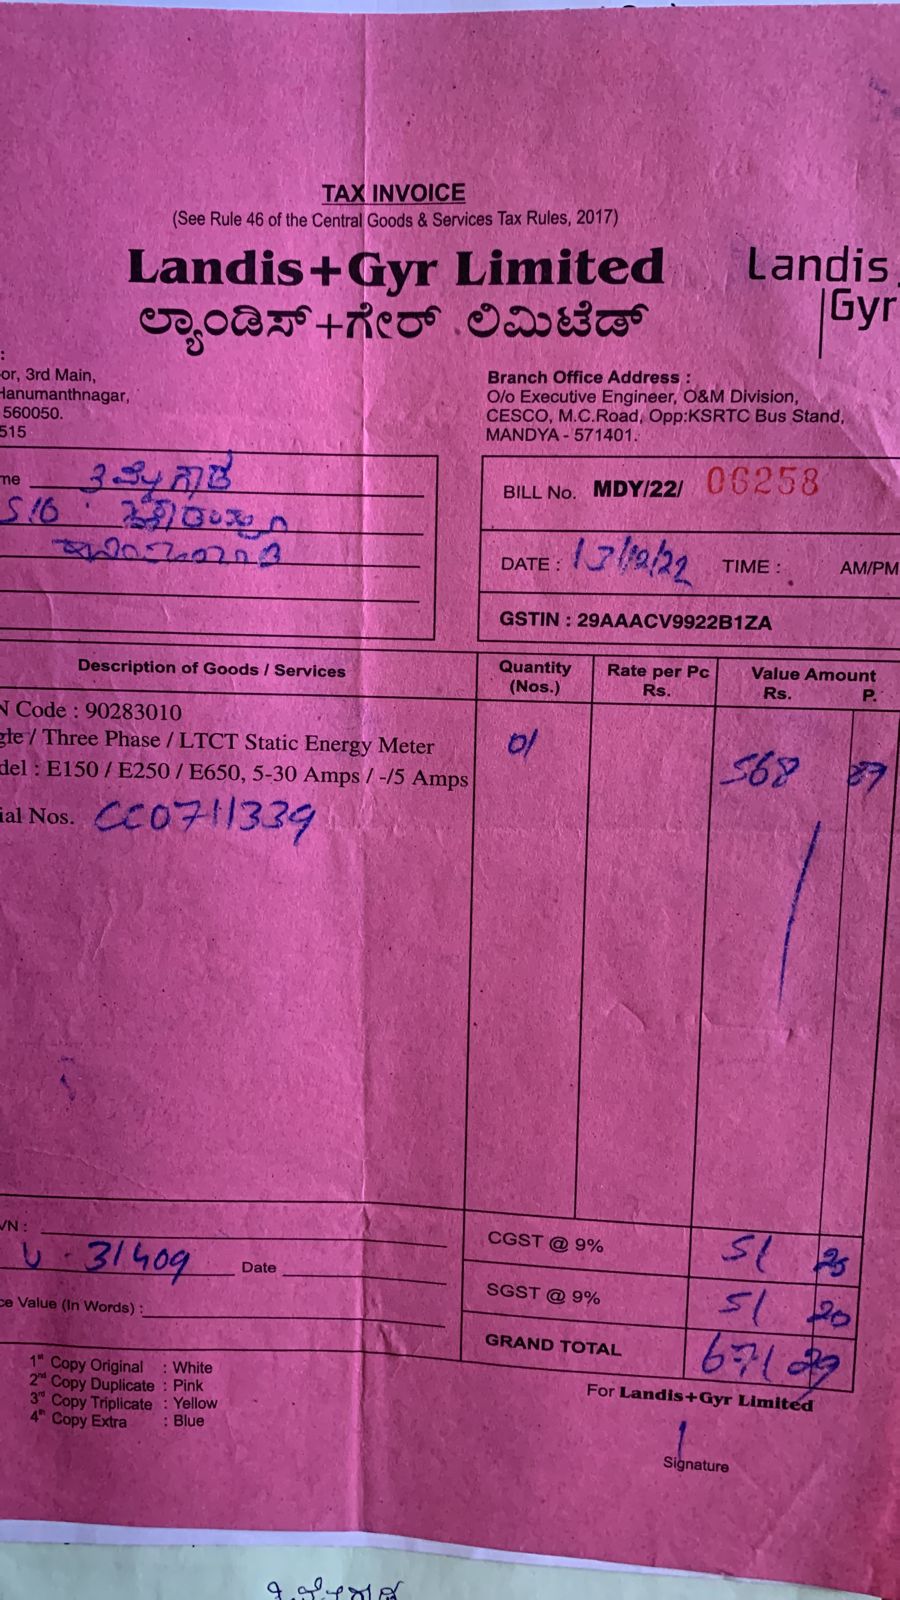 TAX INVOICE
(See Rule 46 of the Central Goods & Services Tax Rules, 2017)
Landis+Gyr Limited
Landis
Gyr
ಲ್ಯಾಂಡಿಸ್+ಗೇರ್ ಲಿಮಿಟೆಡ್
:
or, 3rd Main,
Hanumanthnagar,
560050.
515
Branch Office Address :
O/o Executive Engineer, O&M Division,
CESCO, M.C.Road, Opp:KSRTC Bus Stand,
MANDYA - 571401.
me
S/O
BILL No. MDY/22/ 06258
DATE : 13/12/22 TIME : AM/PM
GSTIN : 29AAACV9922B1ZA
Description of Goods / Services
Quantity (Nos.)
Rate per Pc Rs.
Value Amount
Rs. P.
N Code : 90283010
gle / Three Phase / LTCT Static Energy Meter 01
del : E150 / E250 / E650, 5-30 Amps / -/5 Amps 568
ial Nos. CC0711339
VN :
31409 Date
ce Value (In Words) :
CGST @ 9% 51
SGST @ 9% 51 20
GRAND TOTAL 671 29
1st Copy Original : White
2nd Copy Duplicate : Pink
3rd Copy Triplicate : Yellow
4th Copy Extra : Blue
For Landis+Gyr Limited
Signature